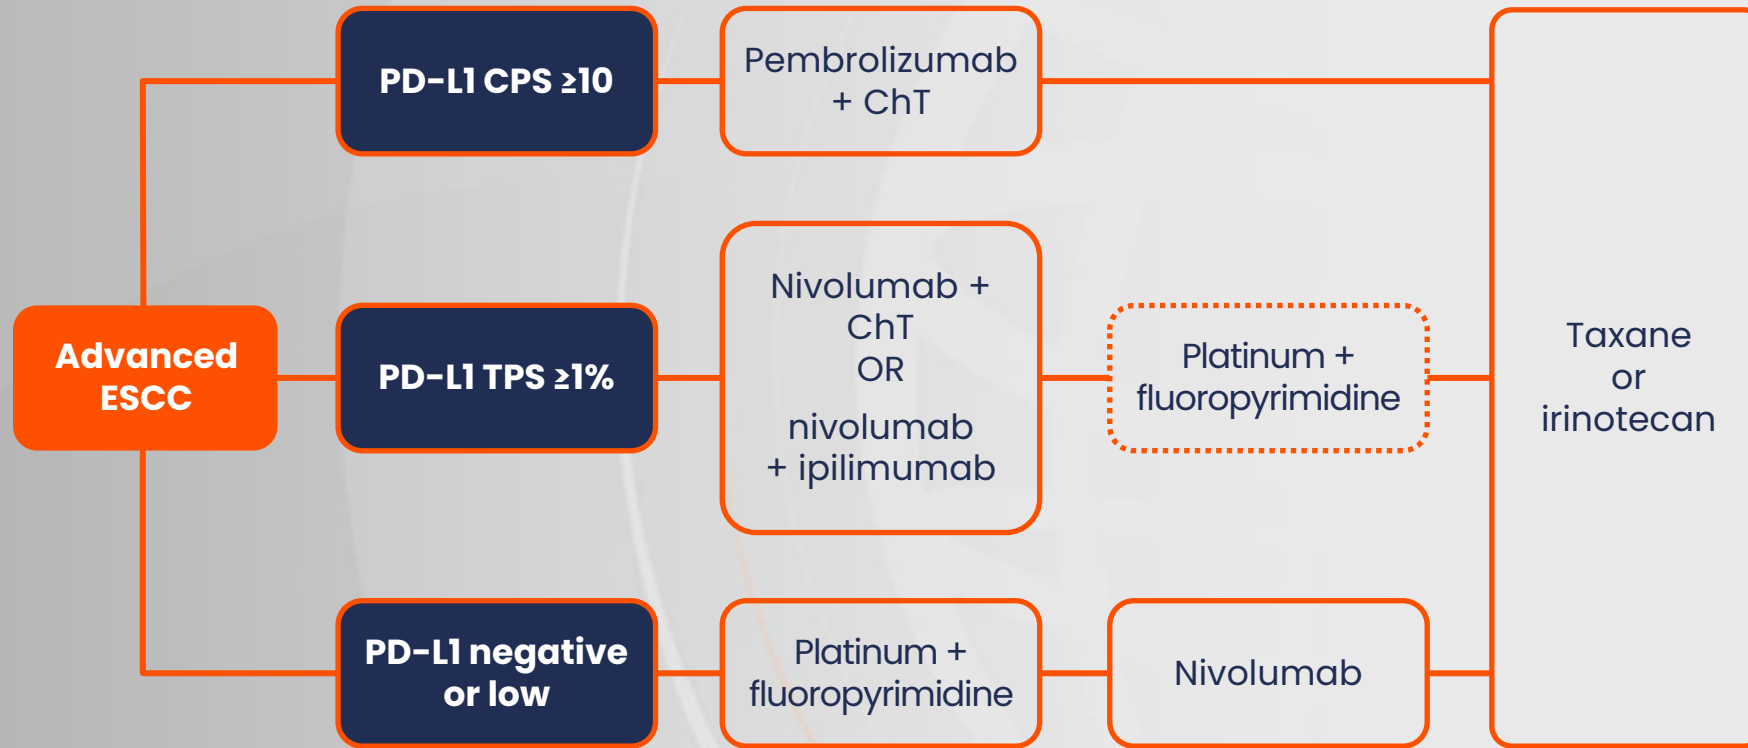 PD-L1 CPS ≥10
Pembrolizumab
+ ChT
Advanced
ESCC
PD-L1 TPS ≥1%
Nivolumab +
ChT
OR
nivolumab
+ ipilimumab
Platinum +
fluoropyrimidine
Taxane
or
irinotecan
PD-L1 negative
or low
Platinum +
fluoropyrimidine
Nivolumab